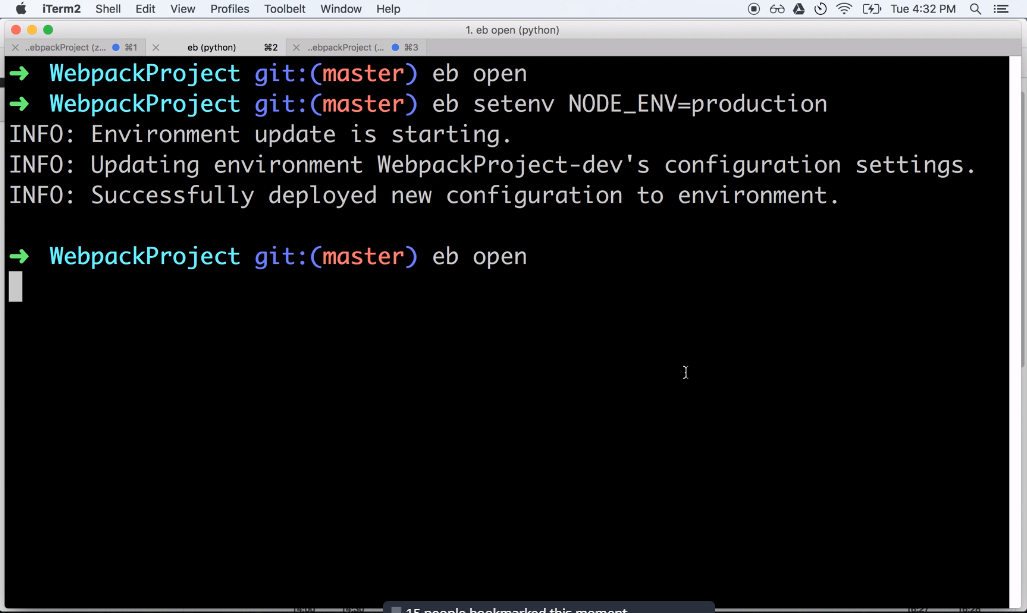 iTerm2 Shell Edit View Profiles Toolbelt Window Help Tue 4:32 PM
1. eb open (python)
..ebpackProject (z... ⌘1 eb (python) ⌘2 ..ebpackProject (... ⌘3
➜ WebpackProject git:(master) eb open
➜ WebpackProject git:(master) eb setenv NODE_ENV=production
INFO: Environment update is starting.
INFO: Updating environment WebpackProject-dev's configuration settings.
INFO: Successfully deployed new configuration to environment.
➜ WebpackProject git:(master) eb open
15 people bookmarked this moment